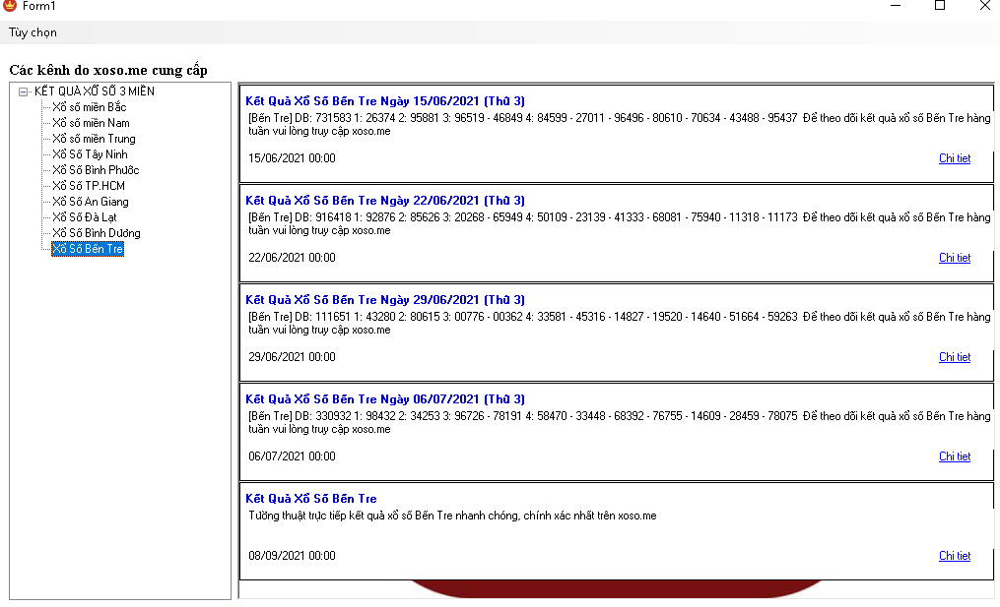 Form1
Tùy chọn
Các kênh do xoso.me cung cấp
KẾT QUẢ XỔ SỐ 3 MIỀN
Xổ số miền Bắc
Xổ số miền Nam
Xổ số miền Trung
Xổ Số Tây Ninh
Xổ Số Bình Phước
Xổ Số TP.HCM
Xổ Số An Giang
Xổ Số Đà Lạt
Xổ Số Bình Dương
Xổ Số Bến Tre
Kết Quả Xổ Số Bến Tre Ngày 15/06/2021 (Thứ 3)
[Bến Tre] DB: 731583 1: 26374 2: 95881 3: 96519 - 46849 4: 84599 - 27011 - 96496 - 80610 - 70634 - 43488 - 95437 Để theo dõi kết quả xổ số Bến Tre hàng
tuần vui lòng truy cập xoso.me
15/06/2021 00:00
Chi tiet
Kết Quả Xổ Số Bến Tre Ngày 22/06/2021 (Thứ 3)
[Bến Tre] DB: 916418 1: 92876 2: 85626 3: 20268 - 65949 4: 50109 - 23139 - 41333 - 68081 - 75940 - 11318 - 11173 Để theo dõi kết quả xổ số Bến Tre hàng
tuần vui lòng truy cập xoso.me
22/06/2021 00:00
Chi tiet
Kết Quả Xổ Số Bến Tre Ngày 29/06/2021 (Thứ 3)
[Bến Tre] DB: 111651 1: 43280 2: 80615 3: 00776 - 00362 4: 33581 - 45316 - 14827 - 19520 - 14640 - 51664 - 59263 Để theo dõi kết quả xổ số Bến Tre hàng
tuần vui lòng truy cập xoso.me
29/06/2021 00:00
Chi tiet
Kết Quả Xổ Số Bến Tre Ngày 06/07/2021 (Thứ 3)
[Bến Tre] DB: 330932 1: 98432 2: 34253 3: 96726 - 78191 4: 58470 - 33448 - 68392 - 76755 - 14609 - 28459 - 78075 Để theo dõi kết quả xổ số Bến Tre hàng
tuần vui lòng truy cập xoso.me
06/07/2021 00:00
Chi tiet
Kết Quả Xổ Số Bến Tre
Tường thuật trực tiếp kết quả xổ số Bến Tre nhanh chóng, chính xác nhất trên xoso.me
08/09/2021 00:00
Chi tiet